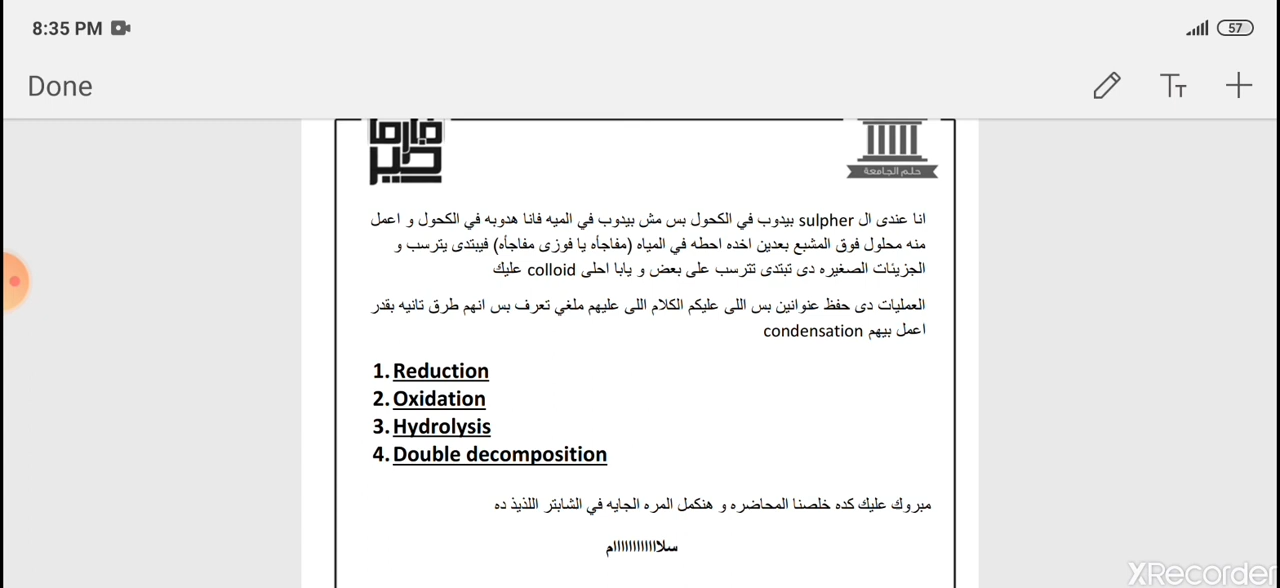 8:35 PM
57
Done
فارما
كبير
حلم الجامعة
انا عندى ال sulpher بيدوب في الكحول بس مش بيدوب في الميه فانا هدوبه في الكحول و اعمل
منه محلول فوق المشبع بعدين اخده احطه في المياه (مفاجأه يا فوزى مفاجأه) فيبتدى يترسب و
الجزيئات الصغيره دى تبتدى تترسب على بعض و يابا احلى colloid عليك
العمليات دى حفظ عنوانين بس اللى عليكم الكلام اللى عليهم ملغي تعرف بس انهم طرق تانيه بقدر
اعمل بيهم condensation
1. Reduction
2. Oxidation
3. Hydrolysis
4. Double decomposition
مبروك عليك كده خلصنا المحاضره و هنكمل المره الجايه في الشابتر اللذيذ ده
سلااااااااااام
XRecorder